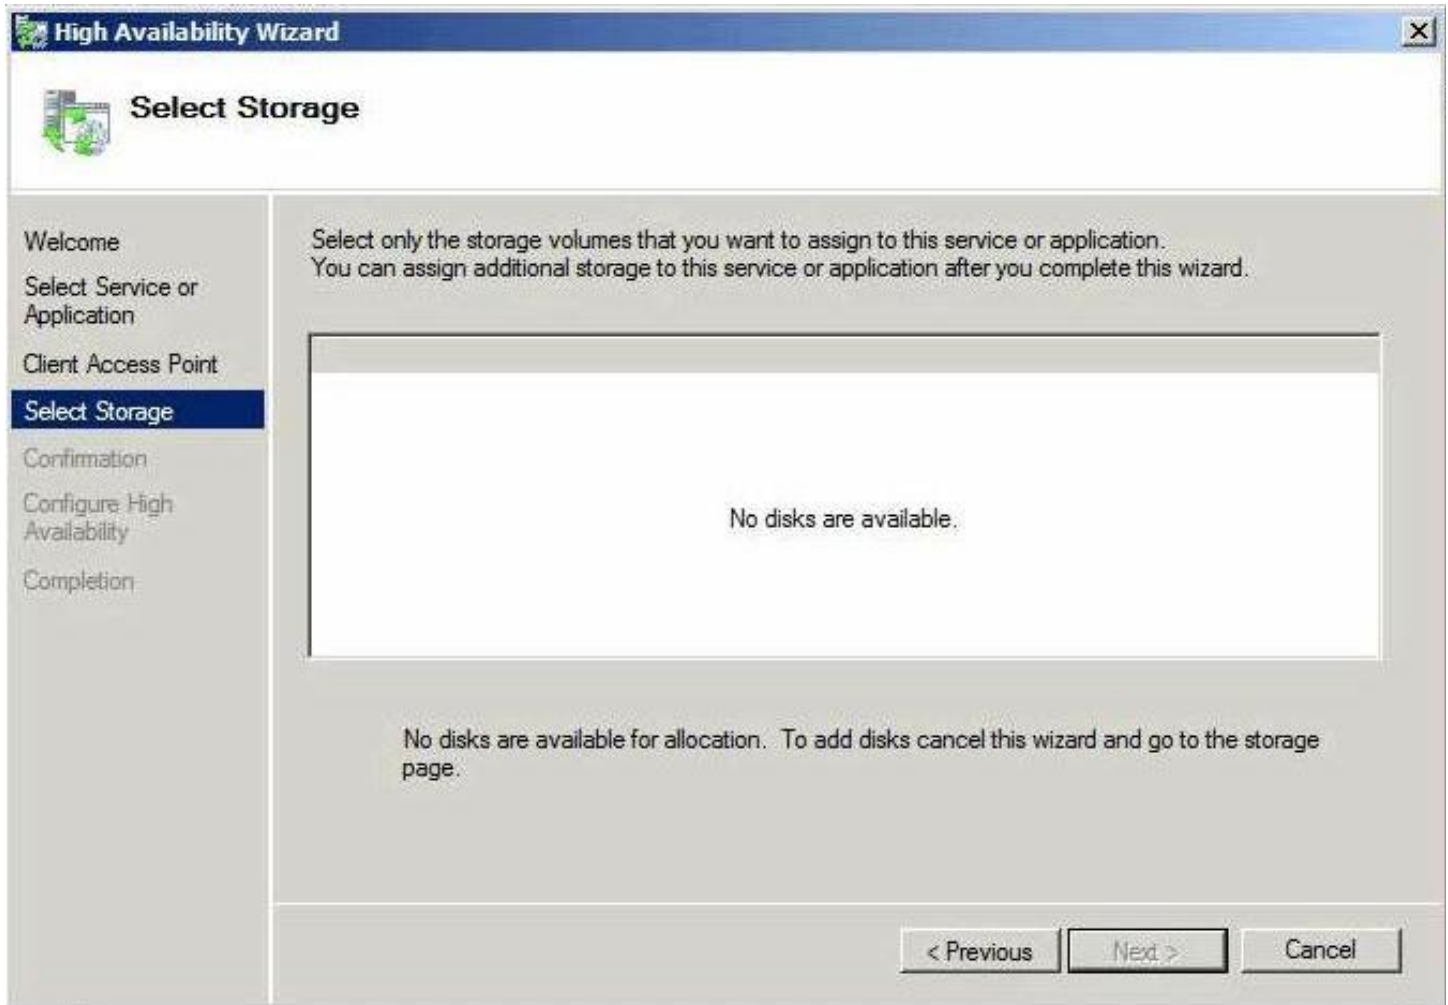 High Availability Wizard
Select Storage
Welcome
Select Service or
Application
Client Access Point
Select Storage
Confirmation
Configure High
Availability
Completion
Select only the storage volumes that you want to assign to this service or application.
You can assign additional storage to this service or application after you complete this wizard.
No disks are available.
No disks are available for allocation. To add disks cancel this wizard and go to the storage
page.
< Previous
Next >
Cancel